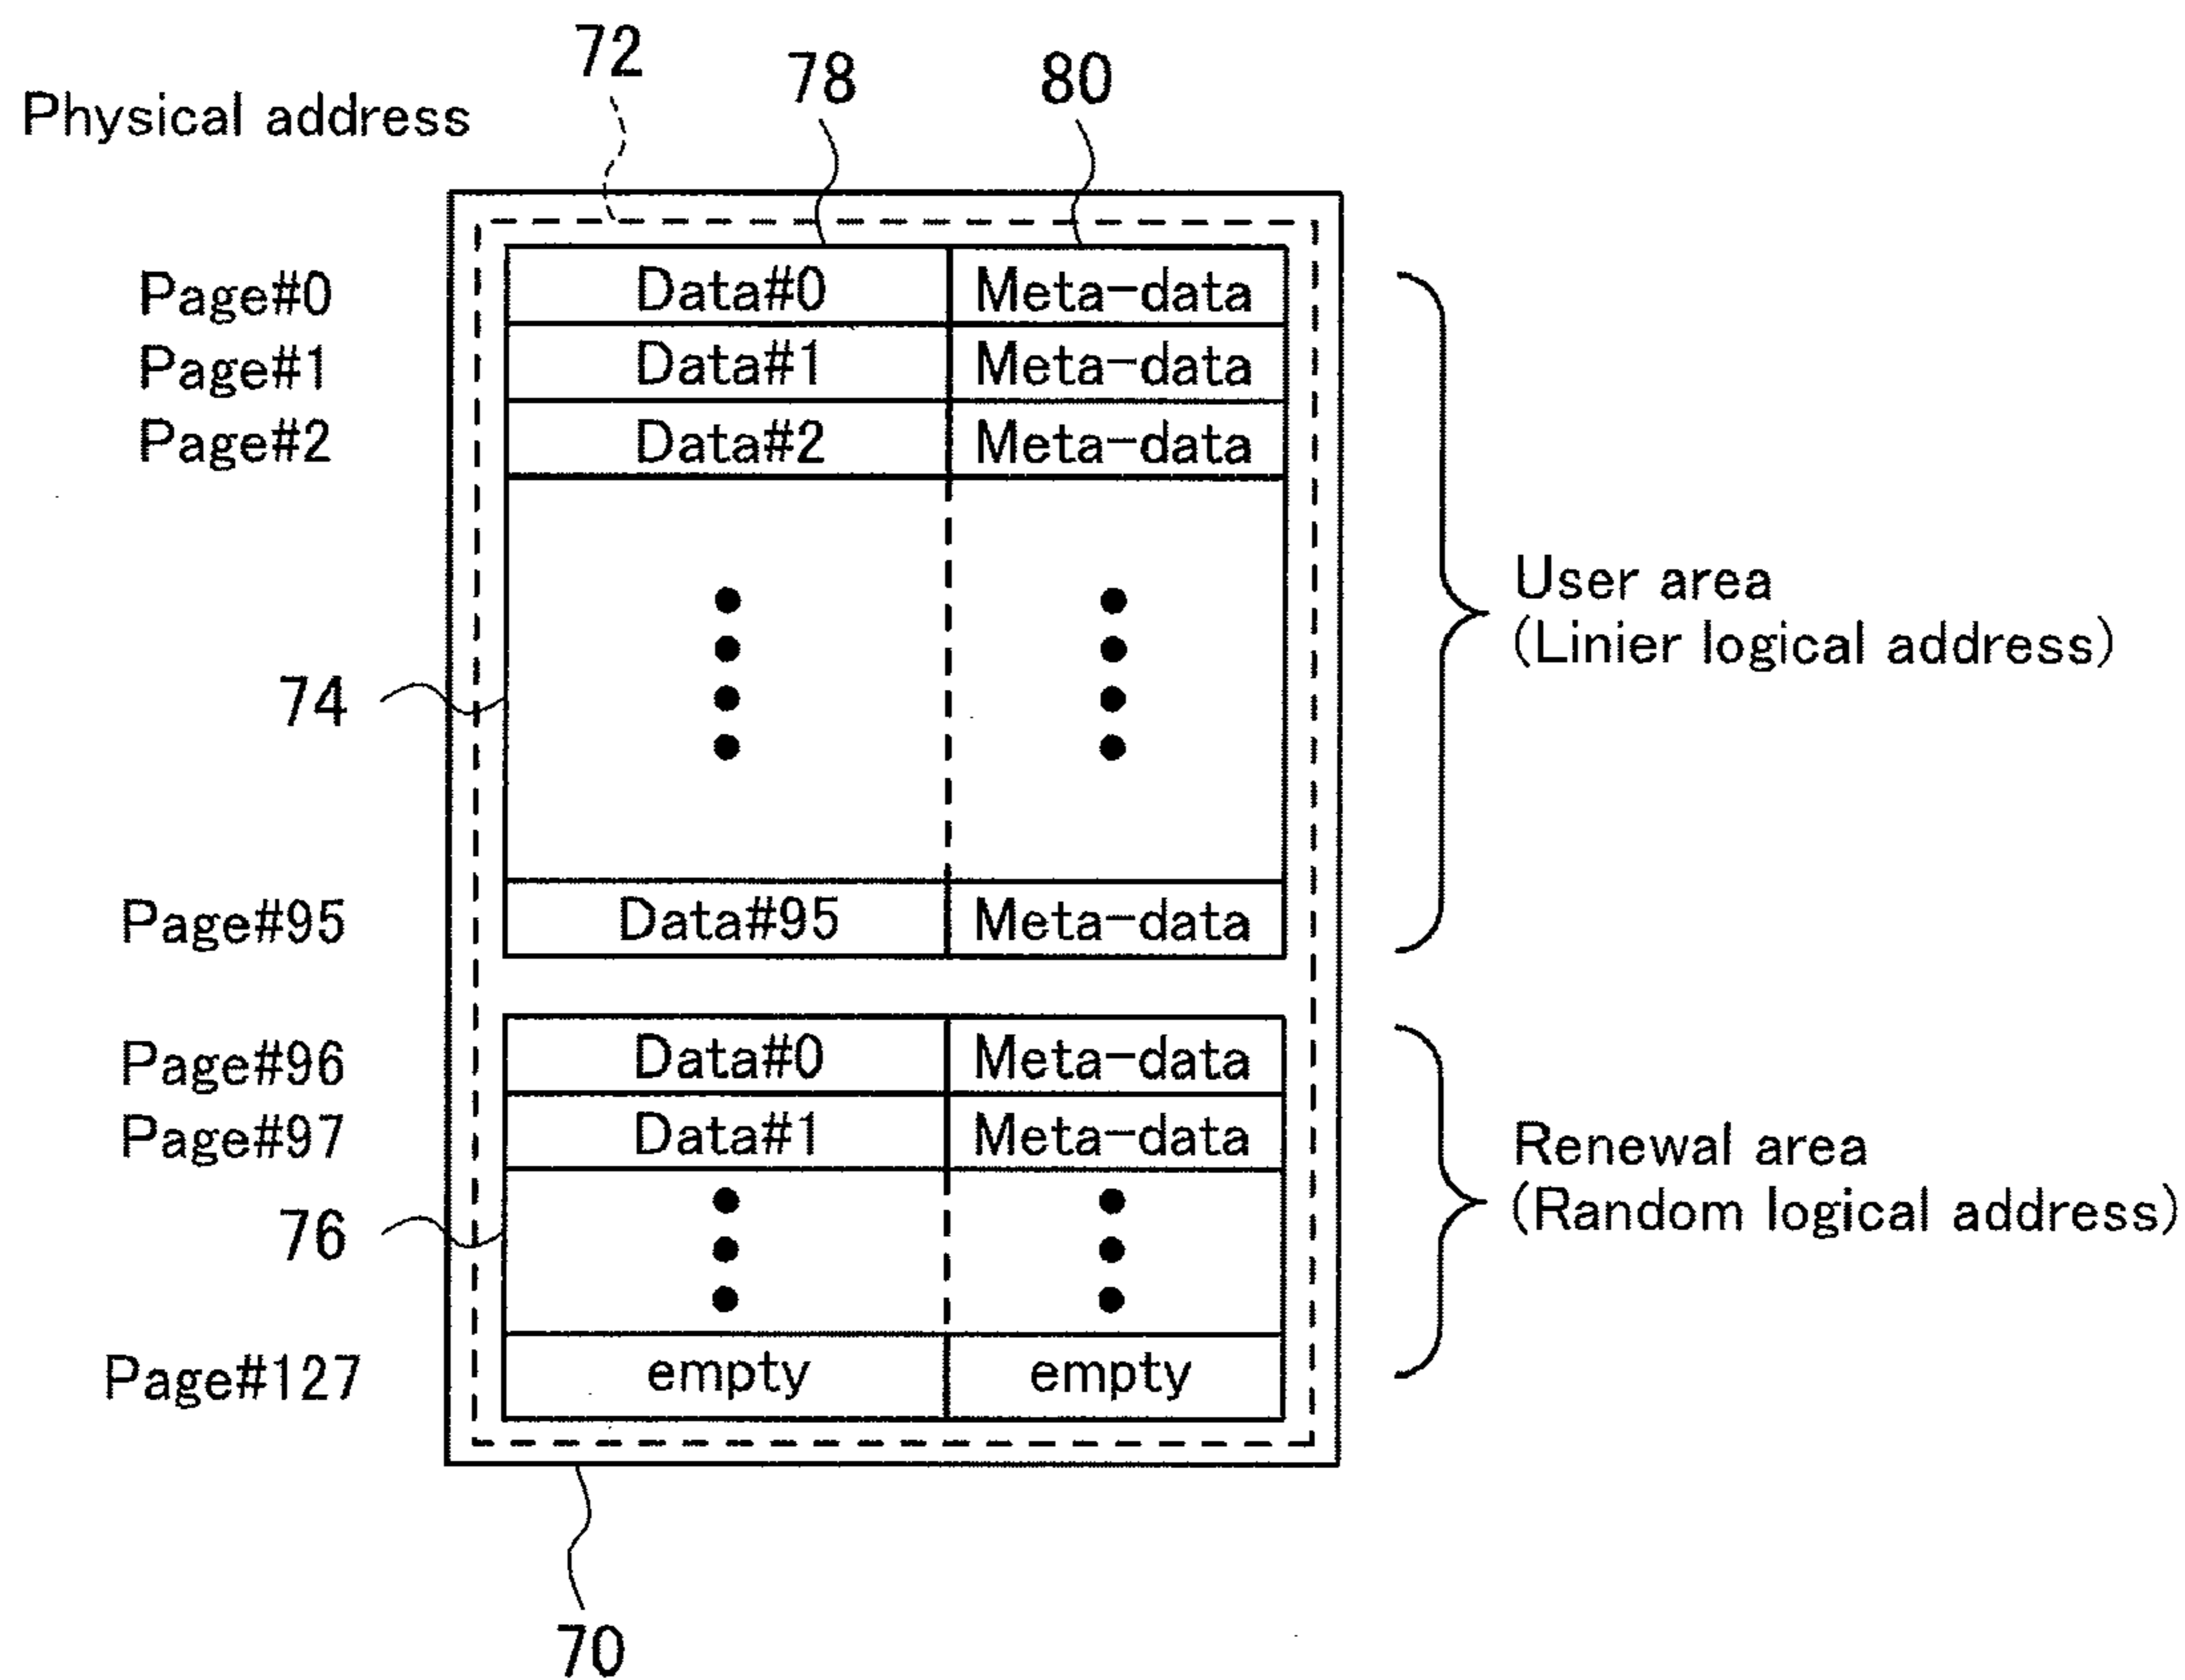 72
78
80
Physical address
Page#0 Data#0 Meta-data
Page#1 Data#1 Meta-data
Page#2 Data#2 Meta-data
User area
(Linier logical address)
74
Page#95 Data#95 Meta-data
Page#96 Data#0 Meta-data
Page#97 Data#1 Meta-data
Renewal area
(Random logical address)
76
Page#127 empty empty
70